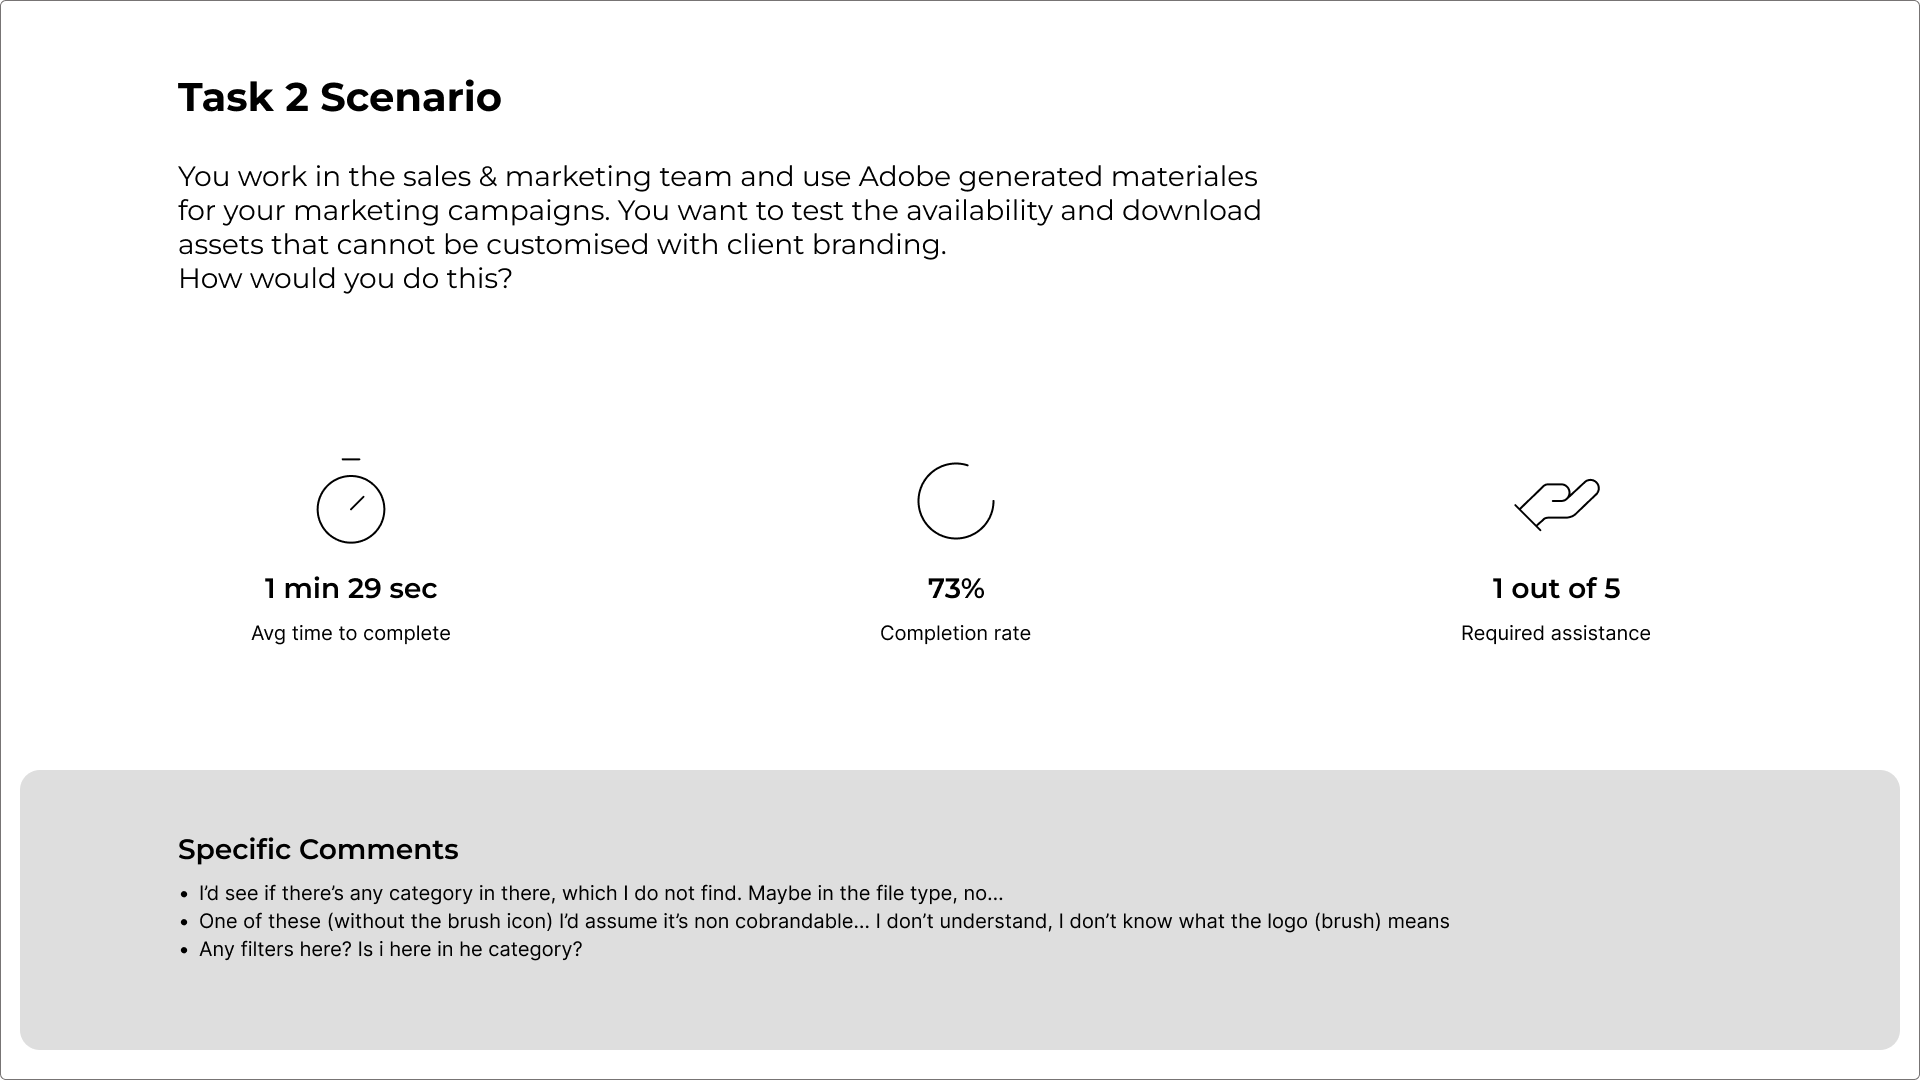 Task 2 Scenario
You work in the sales & marketing team and use Adobe generated materiales
for your marketing campaigns. You want to test the availability and download
assets that cannot be customised with client branding.
How would you do this?
1 min 29 sec
Avg time to complete
73%
Completion rate
1 out of 5
Required assistance
Specific Comments
• I’d see if there’s any category in there, which I do not find. Maybe in the file type, no...
• One of these (without the brush icon) I’d assume it’s non cobrandable... I don’t understand, I don’t know what the logo (brush) means
• Any filters here? Is i here in he category?